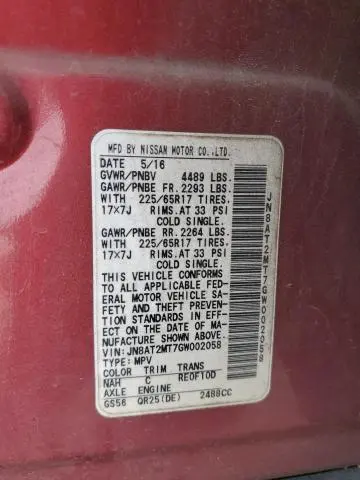 MFD BY NISSAN MOTOR CO.,LTD.
DATE 5/16
GVWR/PNBV 4489 LBS.
GAWR/PNBE FR. 2293 LBS.
WITH 225/65R17 TIRES.
17X7J RIMS.AT 33 PSI
COLD SINGLE.
GAWR/PNBE RR. 2264 LBS.
WITH 225/65R17 TIRES.
17X7J RIMS.AT 33 PSI
COLD SINGLE.
THIS VEHICLE CONFORMS
TO ALL APPLICABLE FED-
ERAL MOTOR VEHICLE SA-
FETY AND THEFT PREVENTION
STANDARDS IN EFF-
ECT ON THE DATE OF MA-
NUFACTURE SHOWN ABOVE.
VIN:JN8AT2MT7GW002058
TYPE: MPV
COLOR TRIM TRANS
NAH C RE0F10D
AXLE ENGINE
GS56 QR25(DE) 2488CC
JN8AT2MT7GW002058